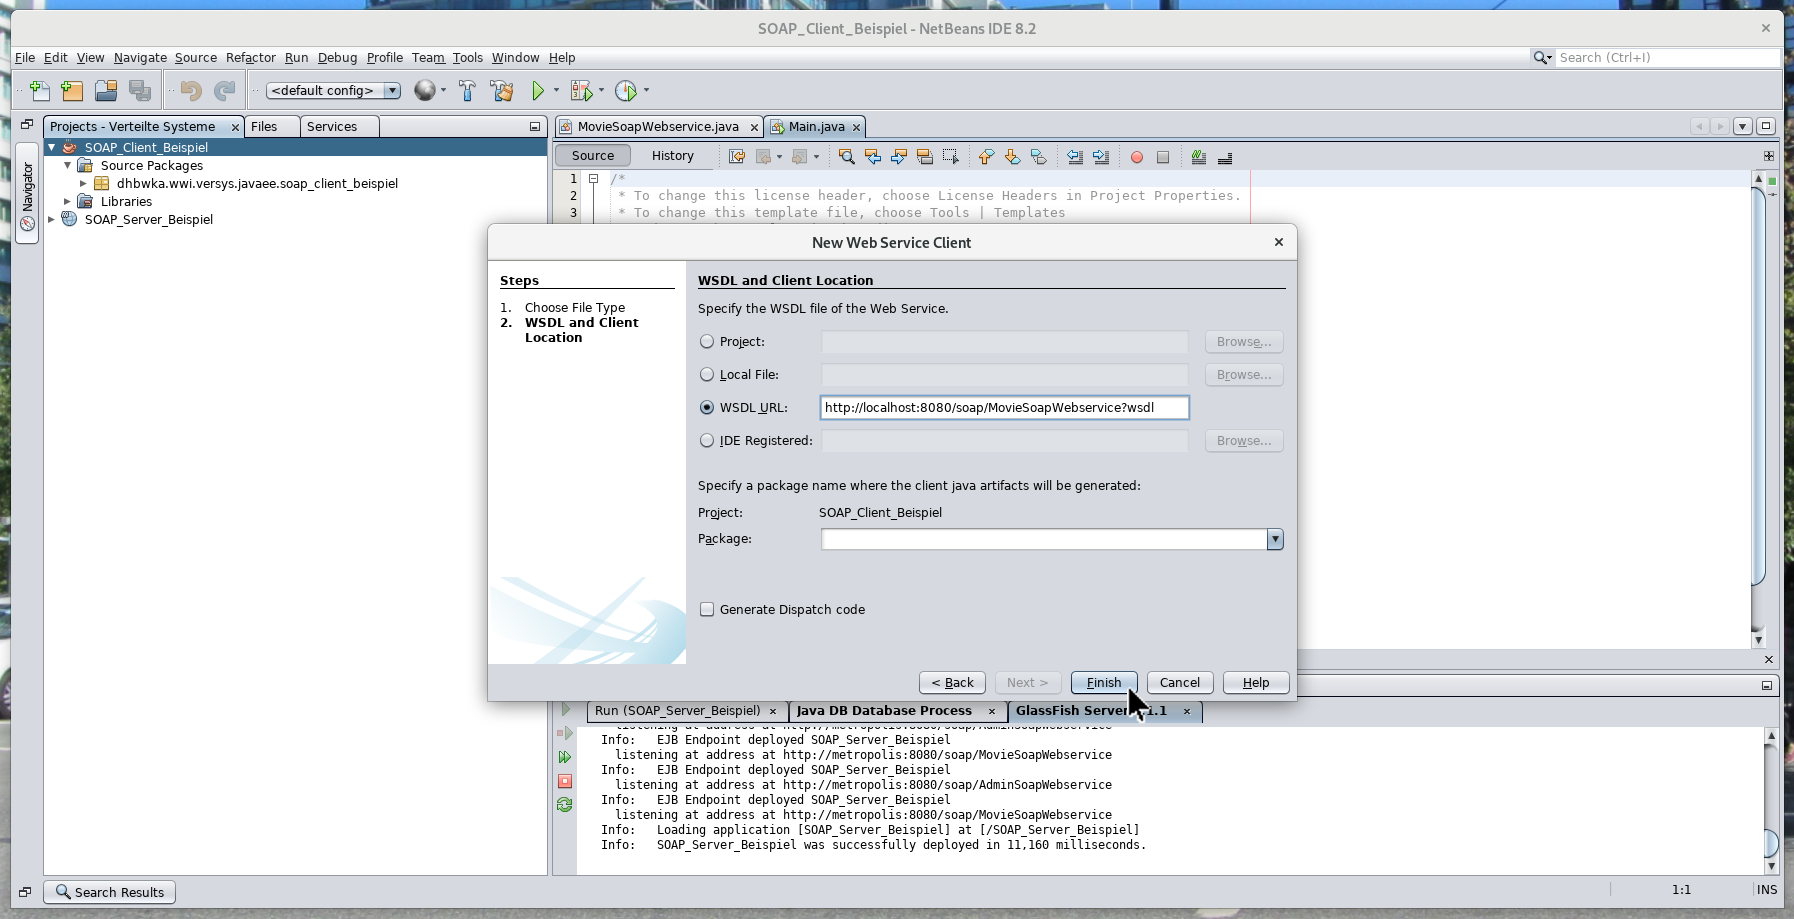 SOAP_Client_Beispiel - NetBeans IDE 8.2
File Edit View Navigate Source Refactor Run Debug Profile Team Tools Window Help
Search (Ctrl+I)
<default config>
Projects - Verteilte Systeme
Files
Services
Navigator
SOAP_Client_Beispiel
Source Packages
dhbwka.wwi.versys.javaee.soap_client_beispiel
Libraries
SOAP_Server_Beispiel
MovieSoapWebservice.java
Main.java
Source
History
1 /*
2 * To change this license header, choose License Headers in Project Properties.
3 * To change this template file, choose Tools | Templates
New Web Service Client
Steps
1. Choose File Type
2. WSDL and Client
Location
WSDL and Client Location
Specify the WSDL file of the Web Service.
Project:
Browse...
Local File:
Browse...
WSDL URL: http://localhost:8080/soap/MovieSoapWebservice?wsdl
IDE Registered:
Browse...
Specify a package name where the client java artifacts will be generated:
Project: SOAP_Client_Beispiel
Package:
Generate Dispatch code
< Back
Next >
Finish
Cancel
Help
Run (SOAP_Server_Beispiel)
Java DB Database Process
GlassFish Server 1.1
listening at address at http://metropolis:8080/soap/AdminSoapWebservice
Info: EJB Endpoint deployed SOAP_Server_Beispiel
listening at address at http://metropolis:8080/soap/MovieSoapWebservice
Info: EJB Endpoint deployed SOAP_Server_Beispiel
listening at address at http://metropolis:8080/soap/AdminSoapWebservice
Info: EJB Endpoint deployed SOAP_Server_Beispiel
listening at address at http://metropolis:8080/soap/MovieSoapWebservice
Info: Loading application [SOAP_Server_Beispiel] at [/SOAP_Server_Beispiel]
Info: SOAP_Server_Beispiel was successfully deployed in 11,160 milliseconds.
Search Results
1:1
INS